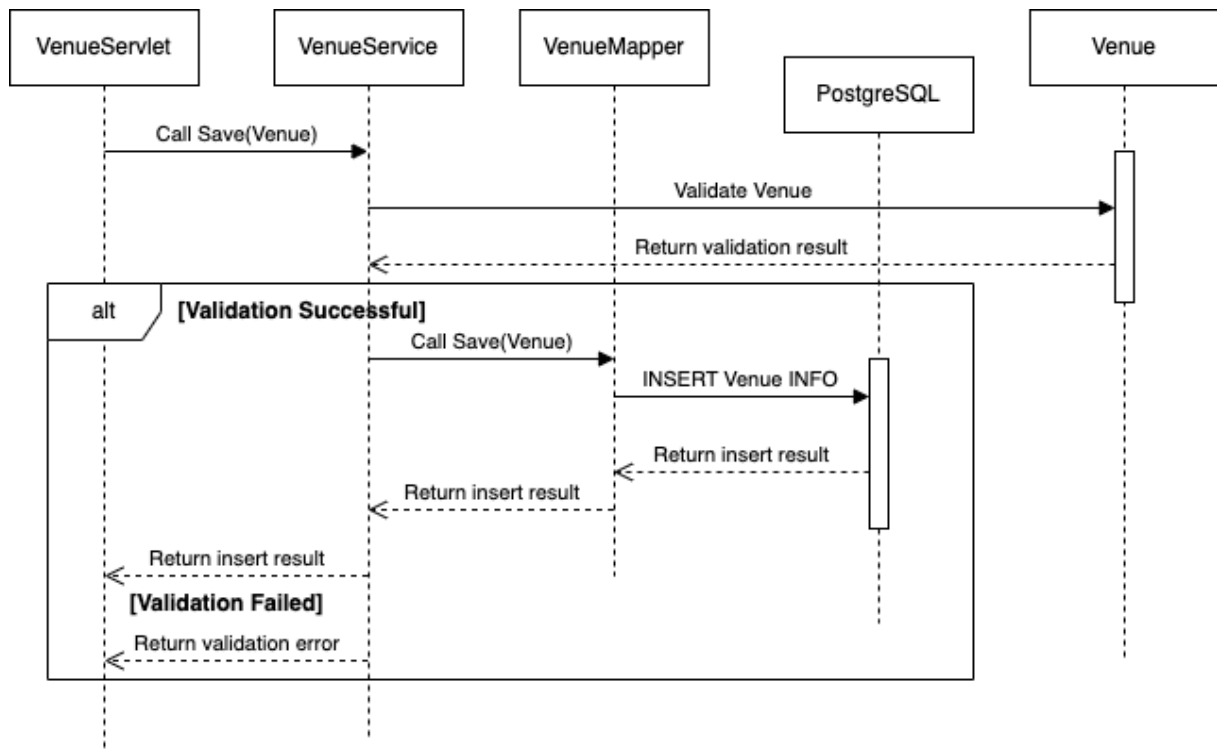 VenueServlet
VenueService
VenueMapper
PostgreSQL
Venue
Call Save(Venue)
Validate Venue
Return validation result
alt
[Validation Successful]
Call Save(Venue)
INSERT Venue INFO
Return insert result
Return insert result
Return insert result
[Validation Failed]
Return validation error